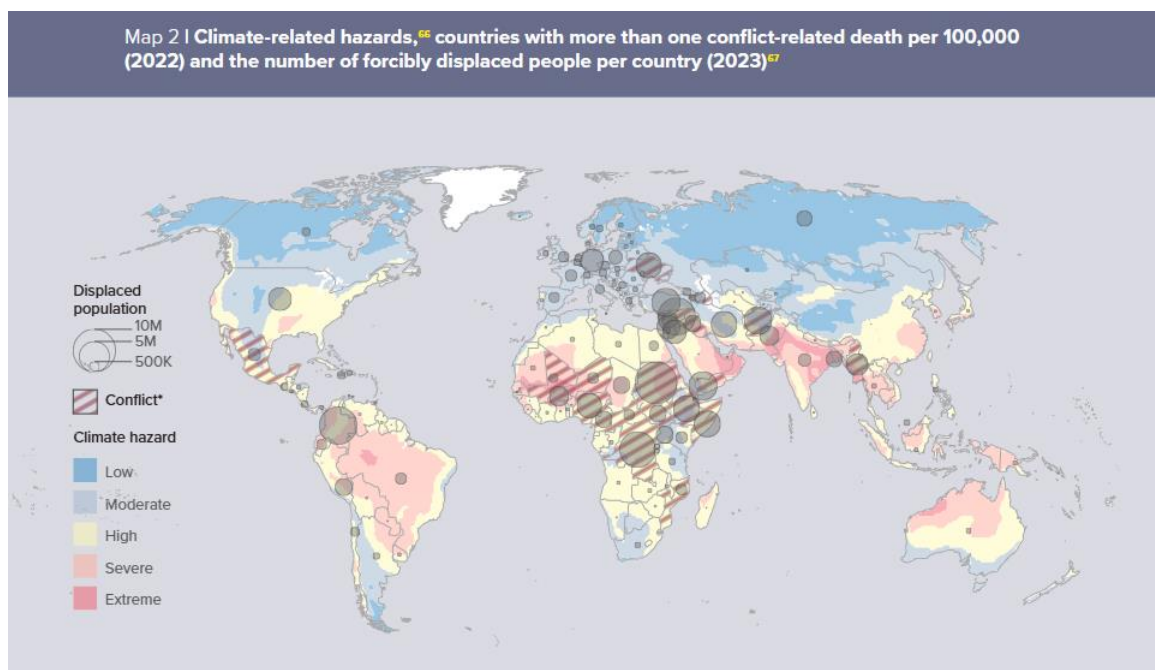 Map 2 I Climate-related hazards,⁶⁶ countries with more than one conflict-related death per 100,000
(2022) and the number of forcibly displaced people per country (2023)⁶⁷
Displaced
population
10M
5M
500K
Conflict*
Climate hazard
Low
Moderate
High
Severe
Extreme